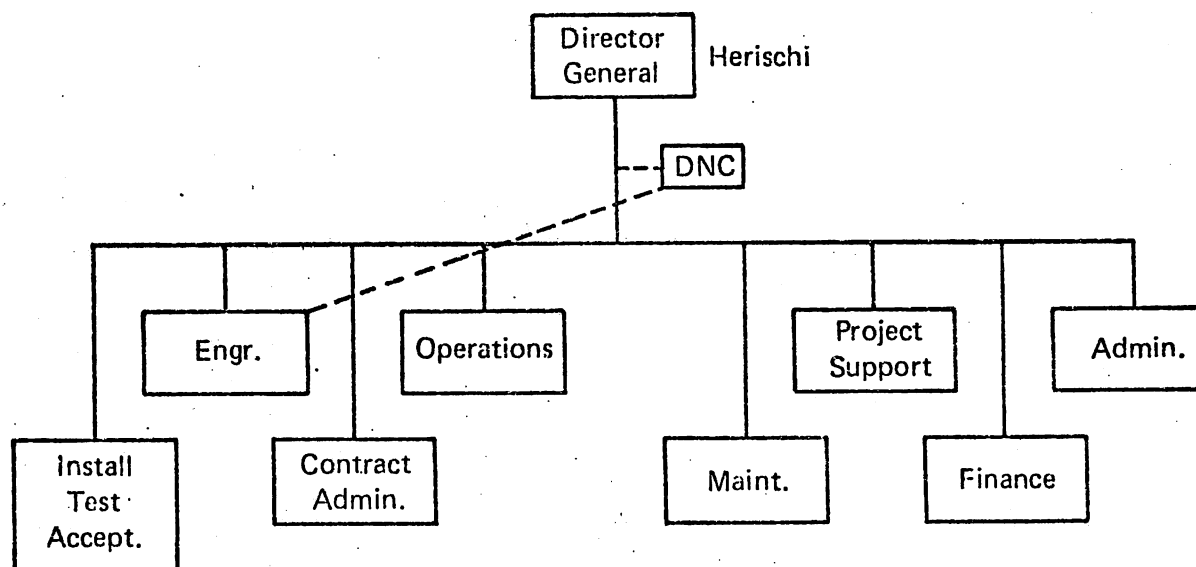 Director
General
Herischi
DNC
Engr.
Operations
Project
Support
Admin.
Install
Test
Accept.
Contract
Admin.
Maint.
Finance